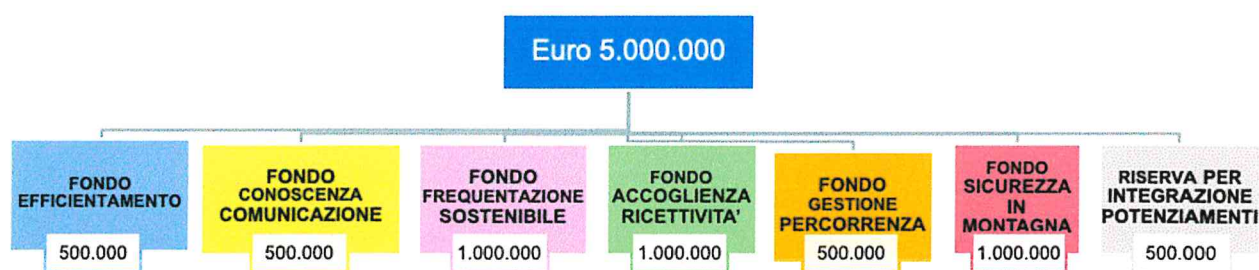 Euro 5.000.000
FONDO
EFFICIENTAMENTO
500.000
FONDO
CONOSCENZA
COMUNICAZIONE
500.000
FONDO
FREQUENTAZIONE
SOSTENIBILE
1.000.000
FONDO
ACCOGLIENZA
RICETTIVITA'
1.000.000
FONDO
GESTIONE
PERCORRENZA
500.000
FONDO
SICUREZZA
IN
MONTAGNA
1.000.000
RISERVA PER
INTEGRAZIONE
POTENZIAMENTI
500.000